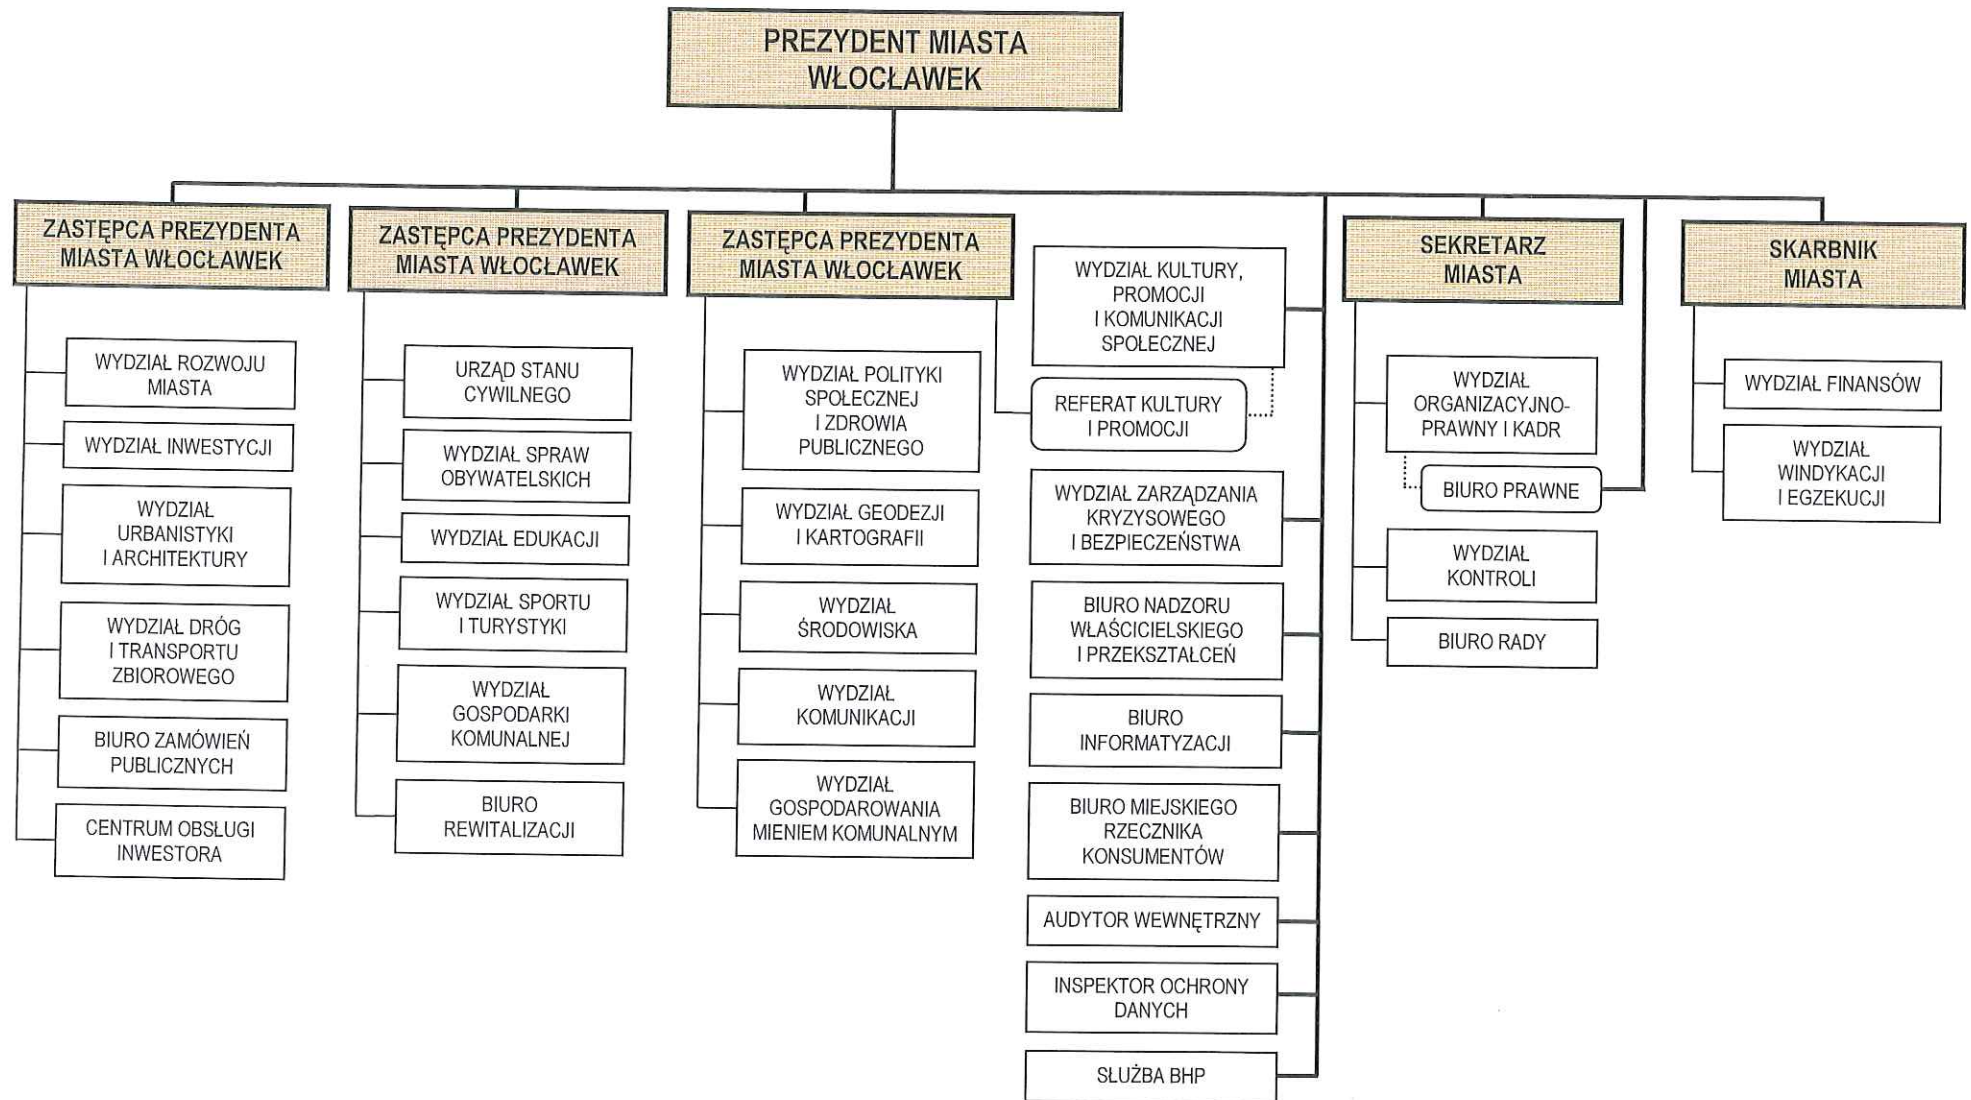 PREZYDENT MIASTA
WŁOCŁAWEK
ZASTĘPCA PREZYDENTA
MIASTA WŁOCŁAWEK
WYDZIAŁ ROZWOJU
MIASTA
WYDZIAŁ INWESTYCJI
WYDZIAŁ
URBANISTYKI
I ARCHITEKTURY
WYDZIAŁ DRÓG
I TRANSPORTU
ZBIOROWEGO
BIURO ZAMÓWIEŃ
PUBLICZNYCH
CENTRUM OBSŁUGI
INWESTORA
ZASTĘPCA PREZYDENTA
MIASTA WŁOCŁAWEK
URZĄD STANU
CYWILNEGO
WYDZIAŁ SPRAW
OBYWATELSKICH
WYDZIAŁ EDUKACJI
WYDZIAŁ SPORTU
I TURYSTYKI
WYDZIAŁ
GOSPODARKI
KOMUNALNEJ
BIURO
REWITALIZACJI
ZASTĘPCA PREZYDENTA
MIASTA WŁOCŁAWEK
WYDZIAŁ POLITYKI
SPOŁECZNEJ
I ZDROWIA
PUBLICZNEGO
WYDZIAŁ GEODEZJI
I KARTOGRAFII
WYDZIAŁ
ŚRODOWISKA
WYDZIAŁ
KOMUNIKACJI
WYDZIAŁ
GOSPODAROWANIA
MIENIEM KOMUNALNYM
WYDZIAŁ KULTURY,
PROMOCJI
I KOMUNIKACJI
SPOŁECZNEJ
REFERAT KULTURY
I PROMOCJI
WYDZIAŁ ZARZĄDZANIA
KRYZYSOWEGO
I BEZPIECZEŃSTWA
BIURO NADZORU
WŁAŚCICIELSKIEGO
I PRZEKSZTAŁCEŃ
BIURO
INFORMATYZACJI
BIURO MIEJSKIEGO
RZECZNIKA
KONSUMENTÓW
AUDYTOR WEWNĘTRZNY
INSPEKTOR OCHRONY
DANYCH
SŁUŻBA BHP
SEKRETARZ
MIASTA
WYDZIAŁ
ORGANIZACYJNO-
PRAWNY I KADR
BIURO PRAWNE
WYDZIAŁ
KONTROLI
BIURO RADY
SKARBNIK
MIASTA
WYDZIAŁ FINANSÓW
WYDZIAŁ
WINDYKACJI
I EGZEKUCJI